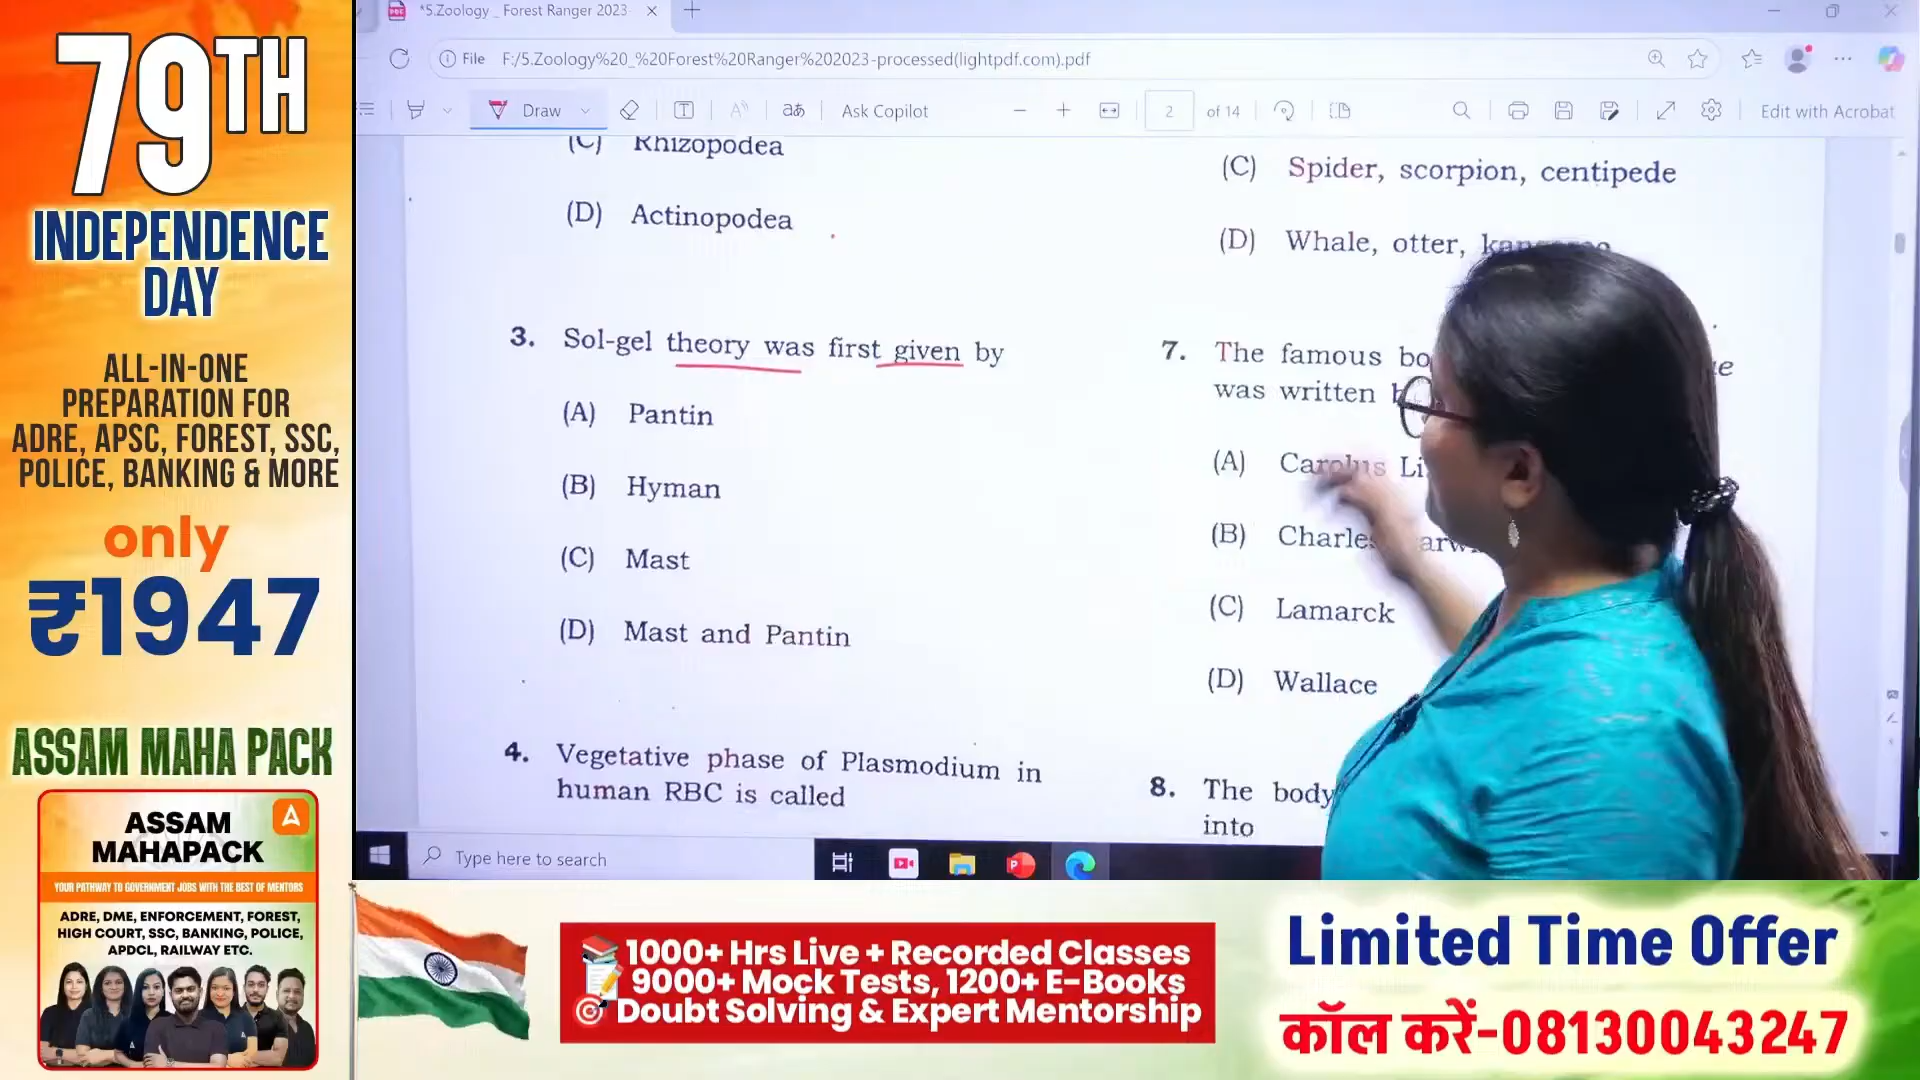 79TH
INDEPENDENCE
DAY
ALL-IN-ONE
PREPARATION FOR
ADRE, APSC, FOREST, SSC,
POLICE, BANKING & MORE
only
₹1947
ASSAM MAHA PACK
ASSAM
MAHAPACK
YOUR PATHWAY TO GOVERNMENT JOBS WITH THE BEST OF MENTORS
ADRE, DME, ENFORCEMENT, FOREST,
HIGH COURT, SSC, BANKING, POLICE,
APDCL, RAILWAY ETC.
*5.Zoology _ Forest Ranger 2023
File F:/5.Zoology%20_%20Forest%20Ranger%202023-processed(lightpdf.com).pdf
Draw
aあ
Ask Copilot
2 of 14
Edit with Acrobat
(C) Rhizopodea
(D) Actinopodea
3. Sol-gel theory was first given by
(A) Pantin
(B) Hyman
(C) Mast
(D) Mast and Pantin
4. Vegetative phase of Plasmodium in
human RBC is called
(C) Spider, scorpion, centipede
(D) Whale, otter,
7. The famous
was written
(A) Carolus
(B) Charles
(C) Lamarck
(D) Wallace
8. The body
into
Type here to search
1000+ Hrs Live + Recorded Classes
9000+ Mock Tests, 1200+ E-Books
Doubt Solving & Expert Mentorship
Limited Time Offer
कॉल करें-08130043247